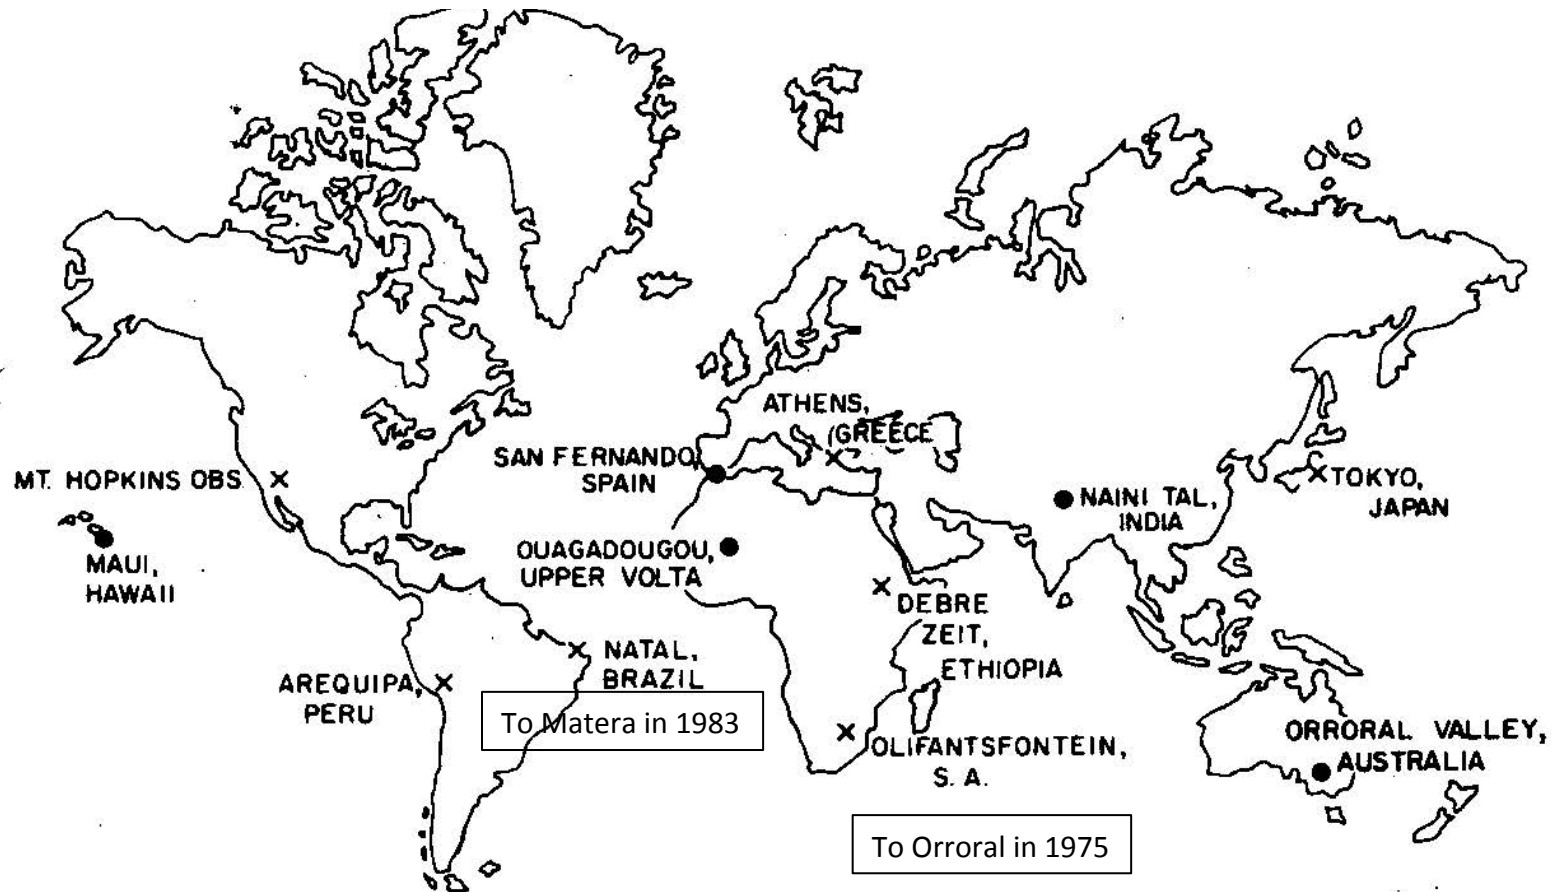 ATHENS,
GREECE
SAN FERNANDO,
SPAIN
MT. HOPKINS OBS.
TOKYO,
JAPAN
NAINI TAL,
INDIA
MAUI,
HAWAII
OUAGADOUGOU,
UPPER VOLTA
DEBRE
ZEIT,
ETHIOPIA
NATAL,
BRAZIL
AREQUIPA,
PERU
To Matera in 1983
OLIFANTSFONTEIN,
S. A.
ORRORAL VALLEY,
AUSTRALIA
To Orroral in 1975